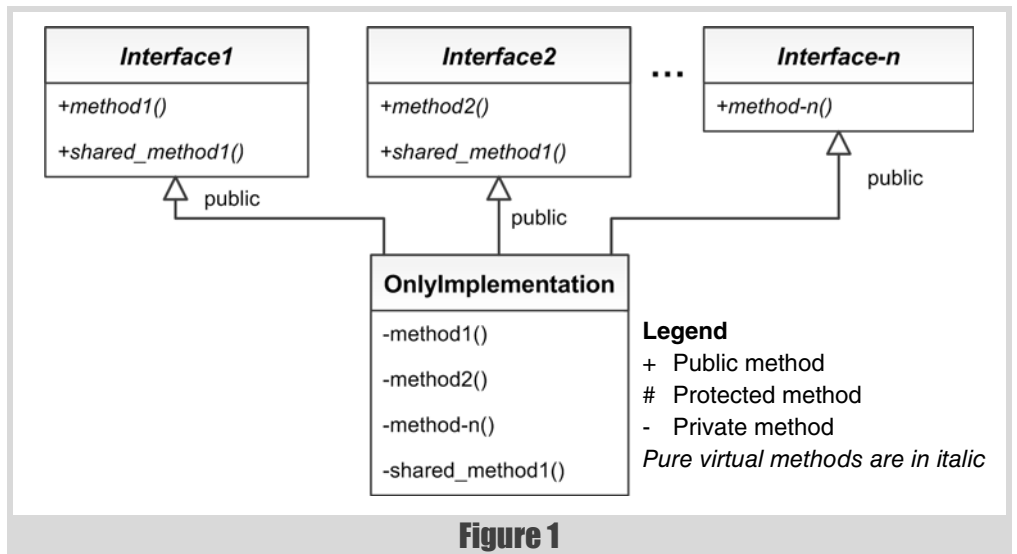 Interface1
+method1()
+shared_method1()
Interface2
+method2()
+shared_method1()
...
Interface-n
+method-n()
public
public
public
OnlyImplementation
-method1()
-method2()
-method-n()
-shared_method1()
Legend
+ Public method
# Protected method
- Private method
Pure virtual methods are in italic
Figure 1